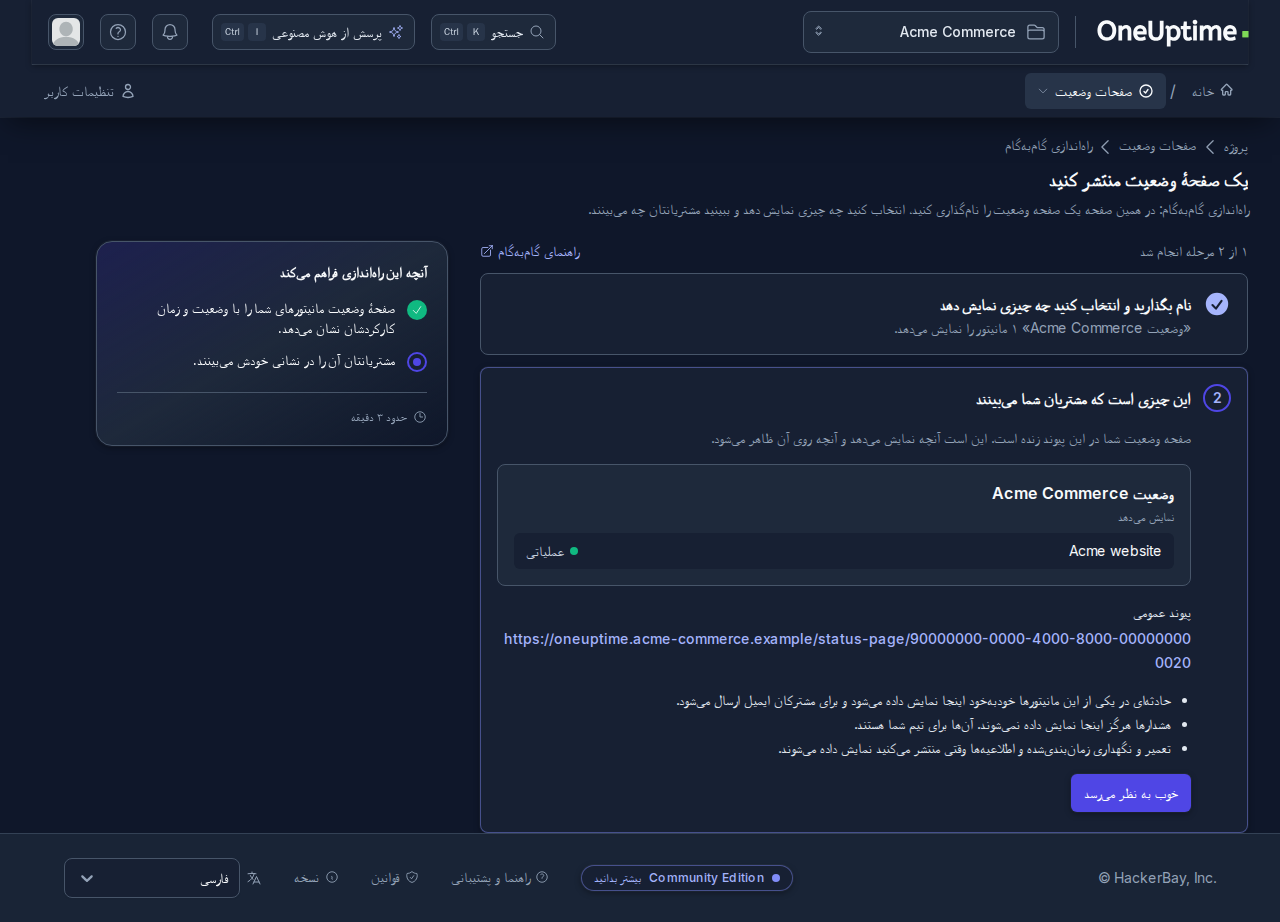 OneUptime
Acme Commerce
جستجو Ctrl K
پرسش از هوش مصنوعی Ctrl I
خانه / صفحات وضعیت
تنظیمات کاربر
پروژه
صفحات وضعیت
راه‌اندازی گام‌به‌گام
یک صفحهٔ وضعیت منتشر کنید
راه‌اندازی گام‌به‌گام: در همین صفحه یک صفحه وضعیت را نام‌گذاری کنید، انتخاب کنید چه چیزی نمایش دهد و ببینید مشتریانتان چه می‌بینند.
۱ از ۲ مرحله انجام شد
راهنمای گام‌به‌گام
نام بگذارید و انتخاب کنید چه چیزی نمایش دهد
«وضعیت Acme Commerce» ۱ مانیتور را نمایش می‌دهد.
2
این چیزی است که مشتریان شما می‌بینند
صفحه وضعیت شما در این پیوند زنده است. این است آنچه نمایش می‌دهد و آنچه روی آن ظاهر می‌شود.
وضعیت Acme Commerce
نمایش می‌دهد
Acme website
عملیاتی
پیوند عمومی
https://oneuptime.acme-commerce.example/status-page/90000000-0000-4000-8000-00000000
0020
حادثه‌ای در یکی از این مانیتورها خودبه‌خود اینجا نمایش داده می‌شود و برای مشترکان ایمیل ارسال می‌شود.
هشدارها هرگز اینجا نمایش داده نمی‌شوند. آن‌ها برای تیم شما هستند.
تعمیر و نگهداری زمان‌بندی‌شده و اطلاعیه‌ها وقتی منتشر می‌کنید نمایش داده می‌شوند.
خوب به نظر می‌رسد
آنچه این راه‌اندازی فراهم می‌کند
صفحهٔ وضعیت مانیتورهای شما را با وضعیت و زمان
کارکردشان نشان می‌دهد.
مشتریانتان آن را در نشانی خودش می‌بینند.
حدود ۳ دقیقه
© HackerBay, Inc.
Community Edition بیشتر بدانید
راهنما و پشتیبانی
قوانین
نسخه
فارسی